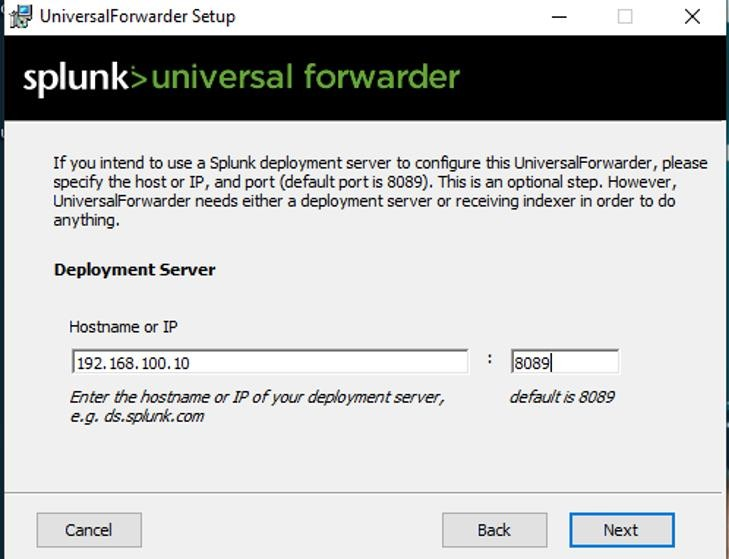 UniversalForwarder Setup
splunk>universal forwarder
If you intend to use a Splunk deployment server to configure this UniversalForwarder, please
specify the host or IP, and port (default port is 8089). This is an optional step. However,
UniversalForwarder needs either a deployment server or receiving indexer in order to do
anything.
Deployment Server
Hostname or IP
192.168.100.10 : 8089
Enter the hostname or IP of your deployment server, default is 8089
e.g. ds.splunk.com
Cancel Back Next